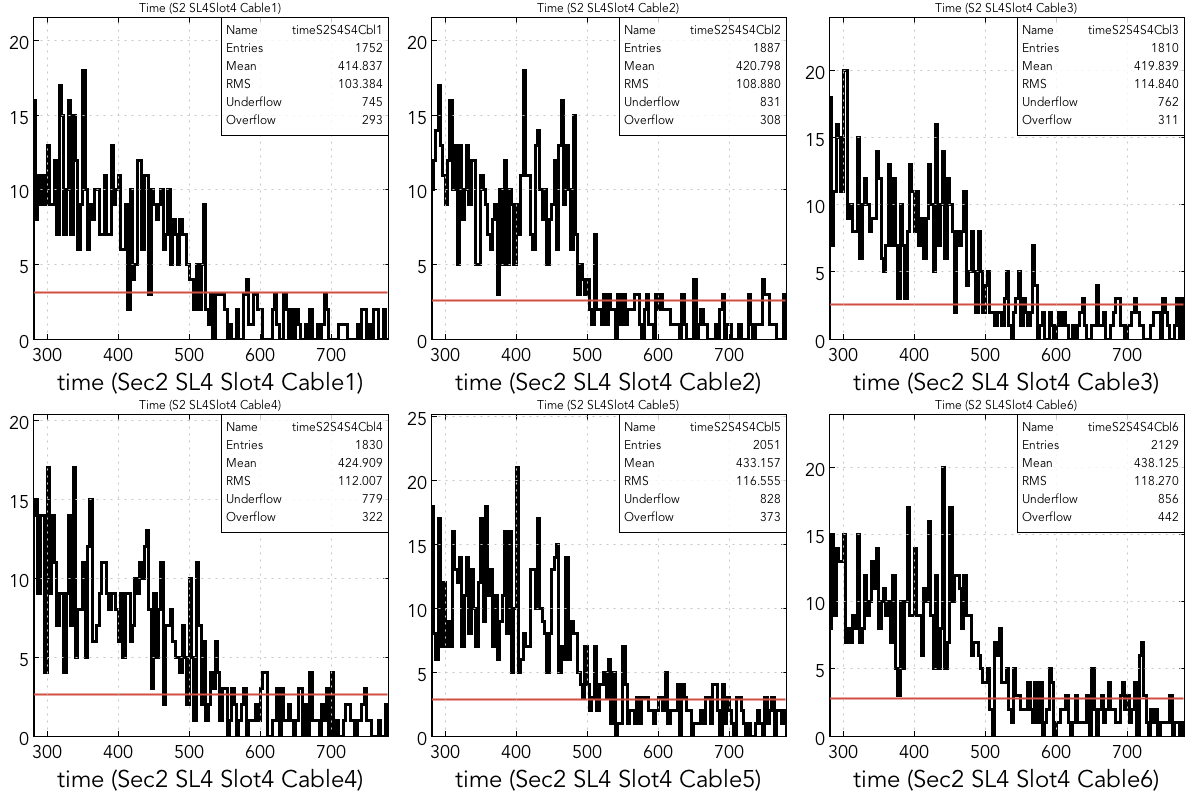 Time (S2 SL4Slot4 Cable1)
Name timeS2S4S4Cbl1
Entries 1752
Mean 414.837
RMS 103.384
Underflow 745
Overflow 293
20
15
10
5
0
300 400 500 600 700
time (Sec2 SL4 Slot4 Cable1)
Time (S2 SL4Slot4 Cable2)
Name timeS2S4S4Cbl2
Entries 1887
Mean 420.798
RMS 108.880
Underflow 831
Overflow 308
20
15
10
5
0
300 400 500 600 700
time (Sec2 SL4 Slot4 Cable2)
Time (S2 SL4Slot4 Cable3)
Name timeS2S4S4Cbl3
Entries 1810
Mean 419.839
RMS 114.840
Underflow 762
Overflow 311
20
15
10
5
0
300 400 500 600 700
time (Sec2 SL4 Slot4 Cable3)
Time (S2 SL4Slot4 Cable4)
Name timeS2S4S4Cbl4
Entries 1830
Mean 424.909
RMS 112.007
Underflow 779
Overflow 322
20
15
10
5
0
300 400 500 600 700
time (Sec2 SL4 Slot4 Cable4)
Time (S2 SL4Slot4 Cable5)
Name timeS2S4S4Cbl5
Entries 2051
Mean 433.157
RMS 116.555
Underflow 828
Overflow 373
25
20
15
10
5
0
300 400 500 600 700
time (Sec2 SL4 Slot4 Cable5)
Time (S2 SL4Slot4 Cable6)
Name timeS2S4S4Cbl6
Entries 2129
Mean 438.125
RMS 118.270
Underflow 856
Overflow 442
20
15
10
5
0
300 400 500 600 700
time (Sec2 SL4 Slot4 Cable6)